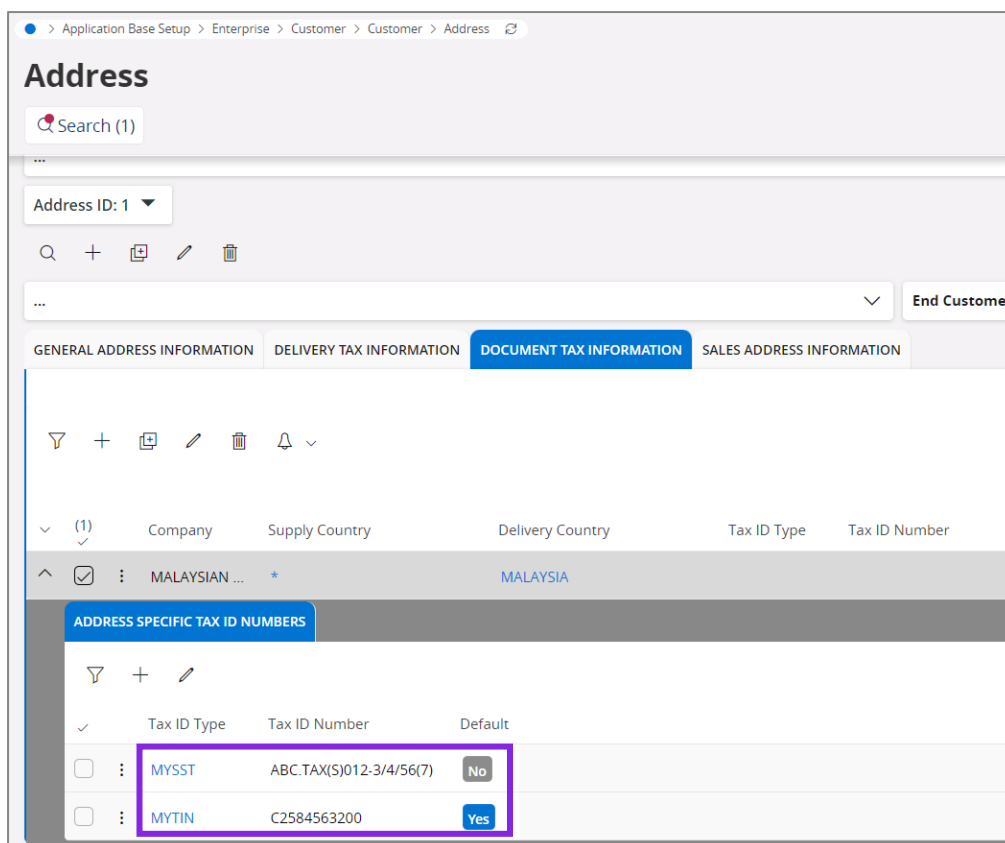 > Application Base Setup > Enterprise > Customer > Customer > Address
Address
Search (1)
...
Address ID: 1
...
End Custome
GENERAL ADDRESS INFORMATION DELIVERY TAX INFORMATION DOCUMENT TAX INFORMATION SALES ADDRESS INFORMATION
(1) Company Supply Country Delivery Country Tax ID Type Tax ID Number
MALAYSIAN ... * MALAYSIA
ADDRESS SPECIFIC TAX ID NUMBERS
Tax ID Type Tax ID Number Default
MYSST ABC.TAX(S)012-3/4/56(7) No
MYTIN C2584563200 Yes